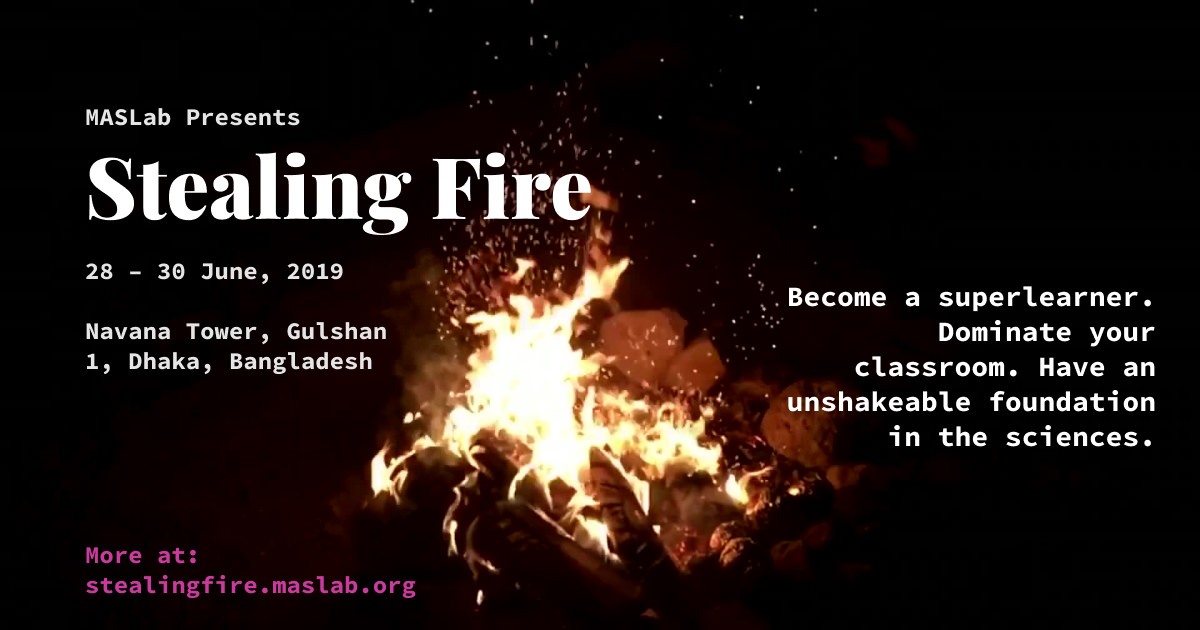 MASLab Presents
Stealing Fire
28 – 30 June, 2019
Navana Tower, Gulshan
1, Dhaka, Bangladesh
Become a superlearner.
Dominate your
classroom. Have an
unshakeable foundation
in the sciences.
More at:
stealingfire.maslab.org